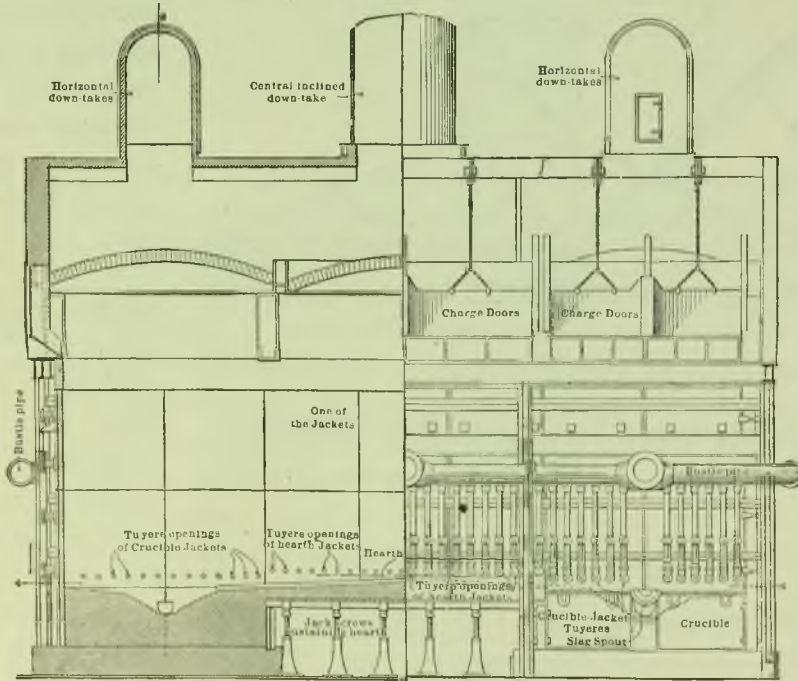 Horizontal
down-takes
Central inclined
down-take
Horizontal
down-takes
Charge Doors
Charge Doors
Bustle pipe
One of
the Jackets
Bustle pipe
Tuyere openings
of Crucible Jackets
Tuyere openings
of hearth Jackets
Hearth
Tuyere openings
of hearth Jackets
Jack screws
sustaining hearth
Crucible Jacket
Tuyeres
Slag Spout
Crucible